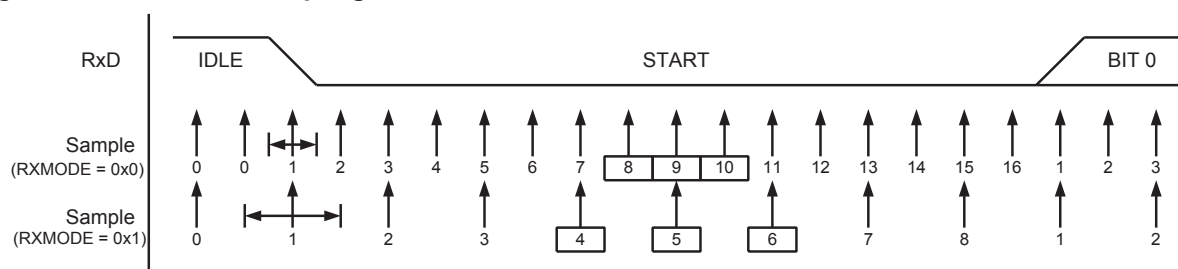 RxD IDLE START BIT 0
Sample
(RXMODE = 0x0) 0 0 1 2 3 4 5 6 7 8 9 10 11 12 13 14 15 16 1 2 3
Sample
(RXMODE = 0x1) 0 1 2 3 4 5 6 7 8 1 2